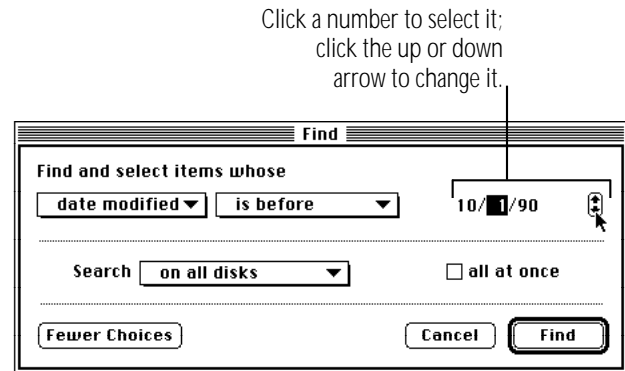 Click a number to select it;
click the up or down
arrow to change it.
Find
Find and select items whose
date modified is before 10/1/90
Search on all disks all at once
Fewer Choices Cancel Find